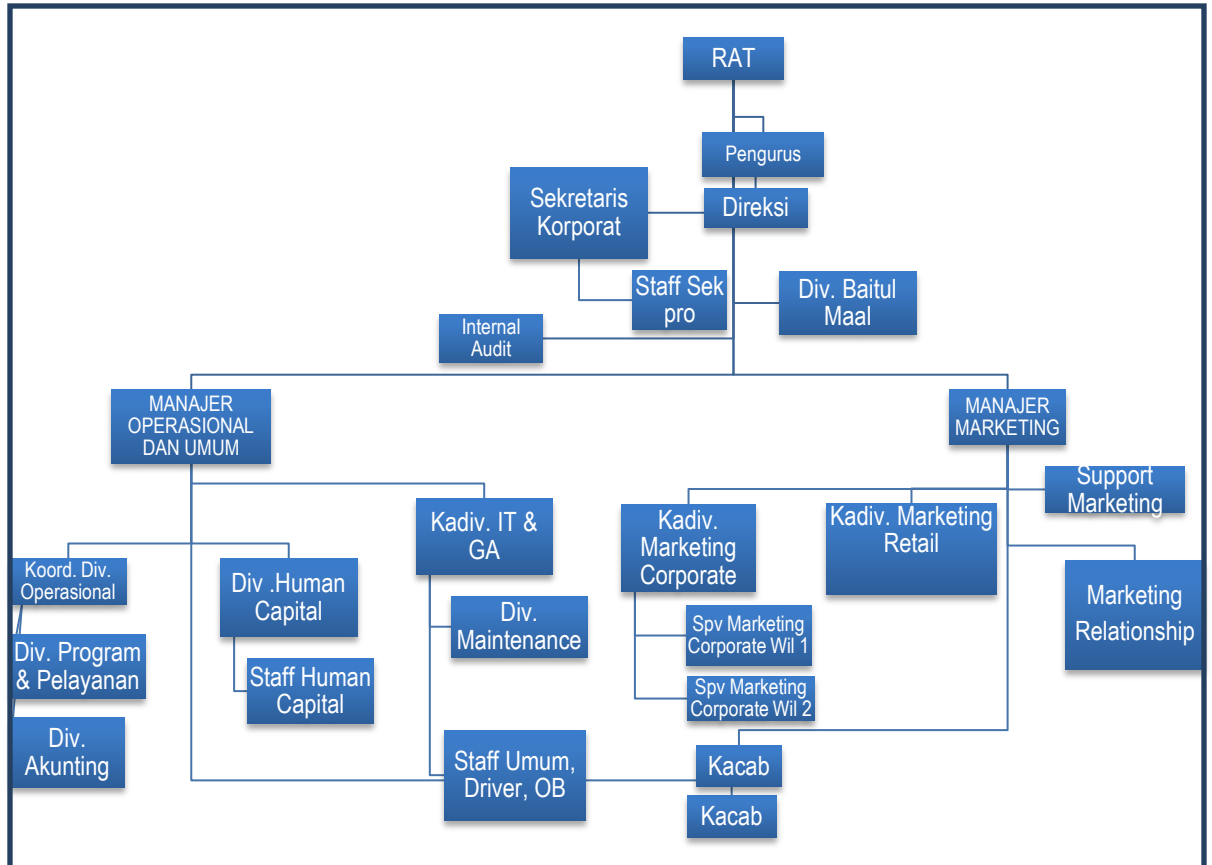 RAT
Pengurus
Sekretaris
Korporat
Direksi
Staff Sek
pro
Div. Baitul
Maal
Internal
Audit
MANAJER
OPERASIONAL
DAN UMUM
MANAJER
MARKETING
Support
Marketing
Kadiv. IT &
GA
Kadiv.
Marketing
Corporate
Kadiv. Marketing
Retail
Koord. Div.
Operasional
Div .Human
Capital
Marketing
Relationship
Div.
Maintenance
Spv Marketing
Corporate Wil 1
Div. Program
& Pelayanan
Staff Human
Capital
Spv Marketing
Corporate Wil 2
Div.
Akunting
Staff Umum,
Driver, OB
Kacab
Kacab